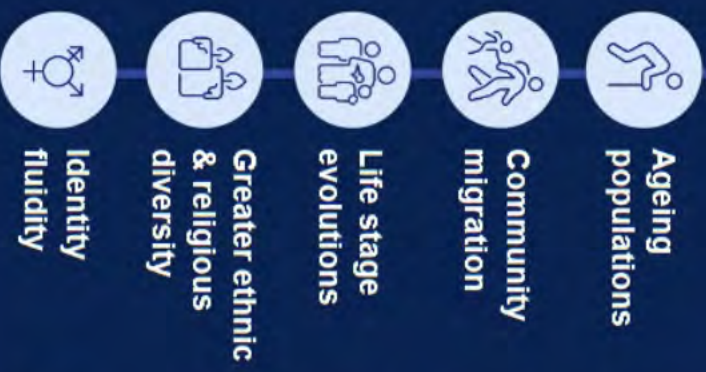 Ageing
populations
Community
migration
Life stage
evolutions
Greater ethnic
& religious
diversity
Identity
fluidity